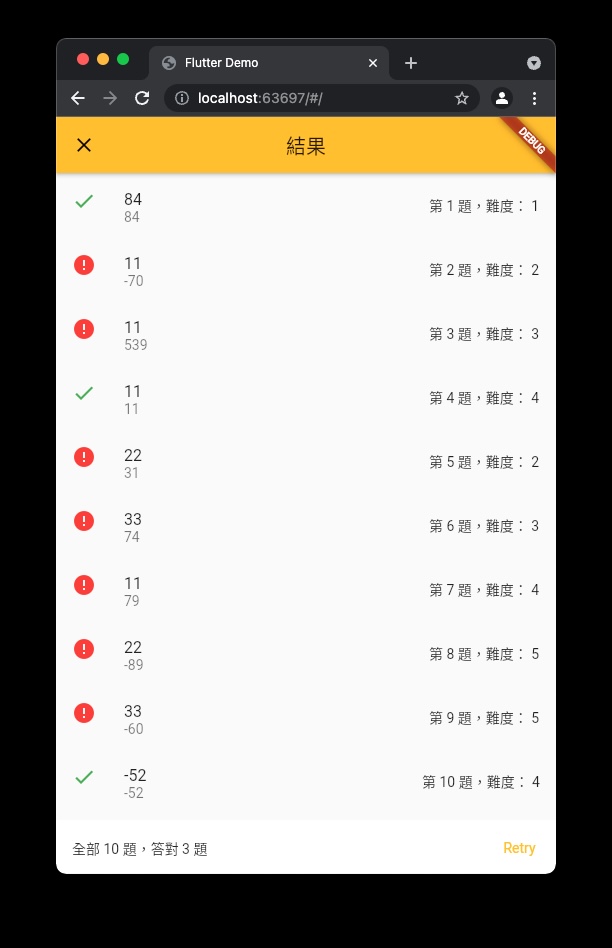 Flutter Demo
localhost:63697/#/
結果
DEBUG
84
84
第 1 題，難度： 1
11
-70
第 2 題，難度： 2
11
539
第 3 題，難度： 3
11
11
第 4 題，難度： 4
22
31
第 5 題，難度： 2
33
74
第 6 題，難度： 3
11
79
第 7 題，難度： 4
22
-89
第 8 題，難度： 5
33
-60
第 9 題，難度： 5
-52
-52
第 10 題，難度： 4
全部 10 題，答對 3 題
Retry